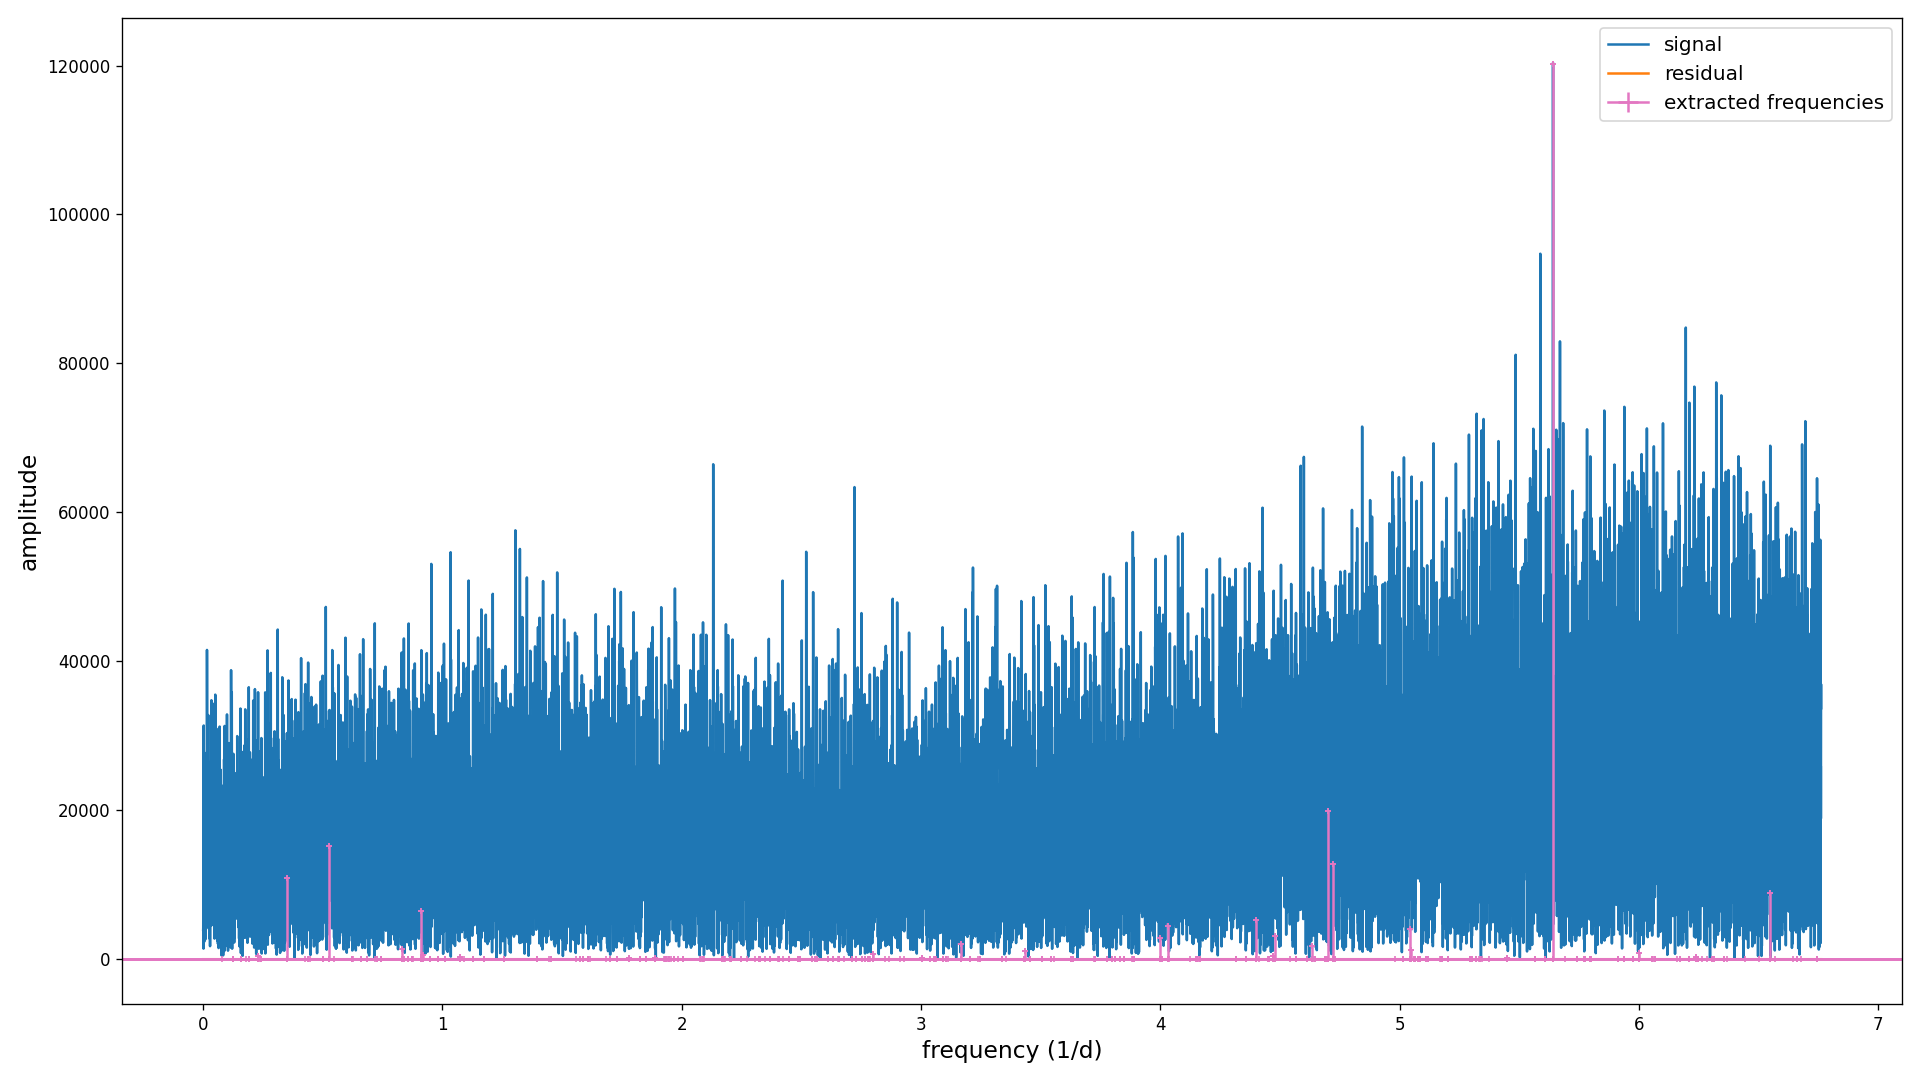 signal
residual
extracted frequencies
120000
100000
80000
60000
40000
20000
0
amplitude
0 1 2 3 4 5 6 7
frequency (1/d)